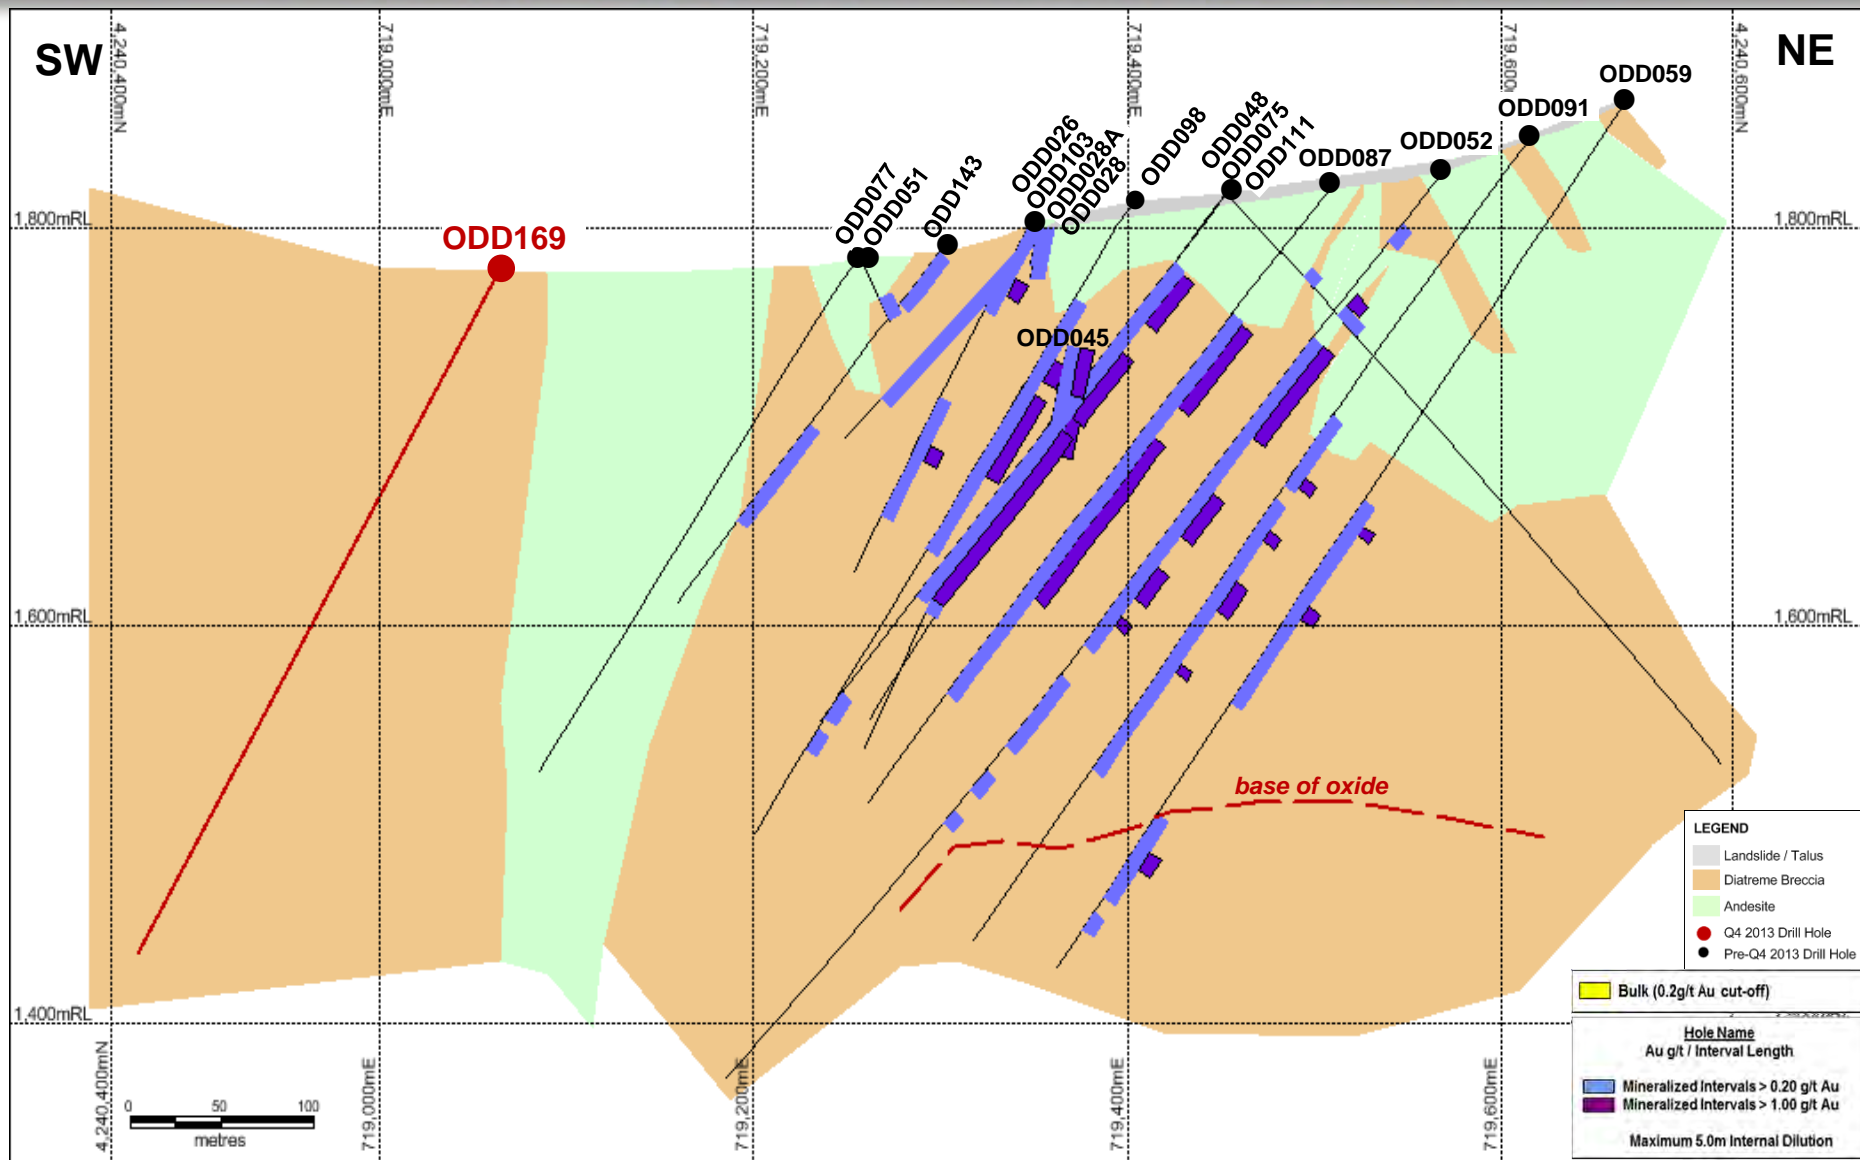 SW
NE
4,240,400mN
719,000mE
719,200mE
719,400mE
719,600
4,240,600mN
ODD059
ODD091
ODD052
ODD087
ODD048
ODD075
ODD111
ODD098
ODD026
ODD103
ODD028A
ODD028
ODD143
ODD077
ODD051
ODD169
ODD045
1,800mRL
1,800mRL
1,600mRL
1,600mRL
base of oxide
1,400mRL
LEGEND
Landslide / Talus
Diatreme Breccia
Andesite
Q4 2013 Drill Hole
Pre-Q4 2013 Drill Hole
Bulk (0.2g/t Au cut-off)
Hole Name
Au g/t / Interval Length
Mineralized Intervals > 0.20 g/t Au
Mineralized Intervals > 1.00 g/t Au
Maximum 5.0m Internal Dilution
4,240,400mN
719,000mE
719,200mE
719,400mE
719,600mE
0 50 100
metres